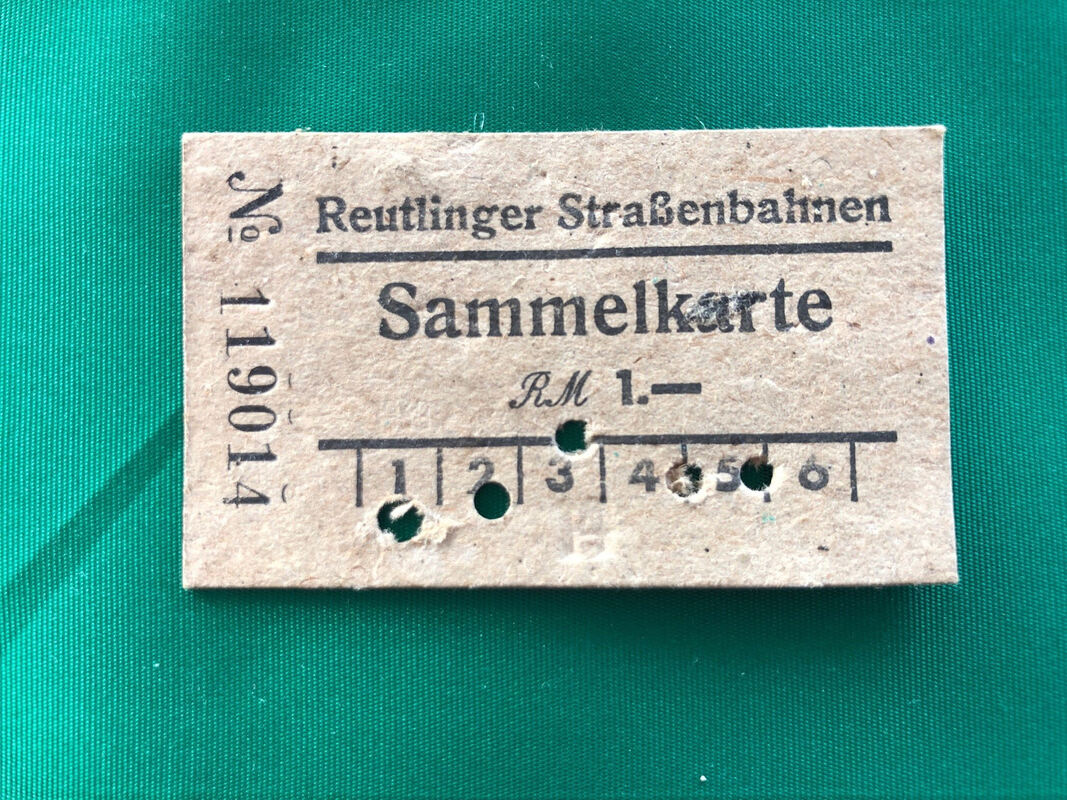 № 119014
Reutlinger Straßenbahnen
Sammelkarte
RM 1.—
1 2 3 4 5 6